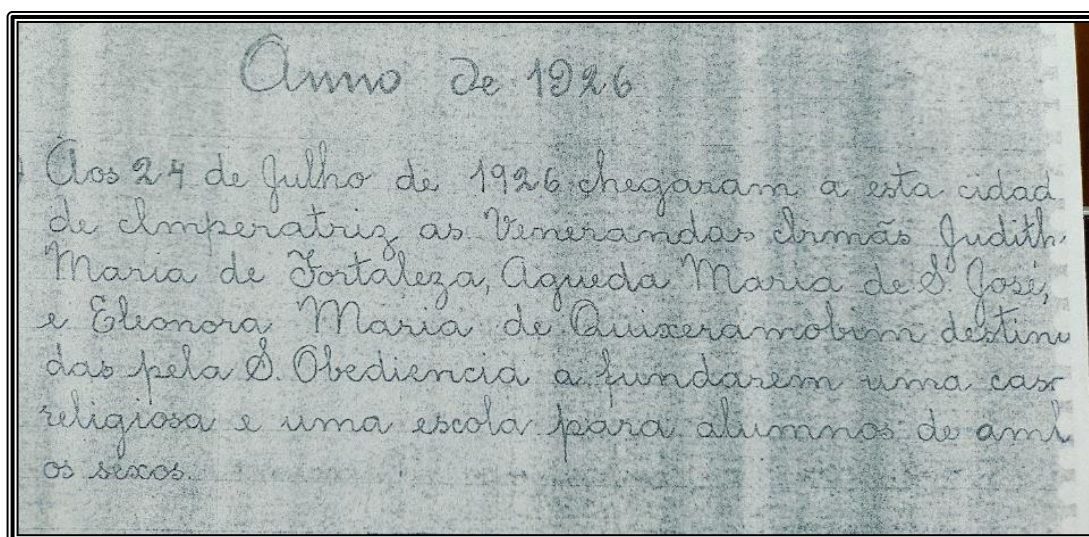 Anno de 1926
Aos 24 de Julho de 1926 chegaram a esta cidad
de Imperatriz as Venerandas Irmãs Judith
Maria de Fortaleza, Agueda Maria de S. José,
e Eleonora Maria de Quixeramobim destina
das pela S. Obediencia a fundarem uma cas
religiosa e uma escola para alumnos de amb
os sexos.